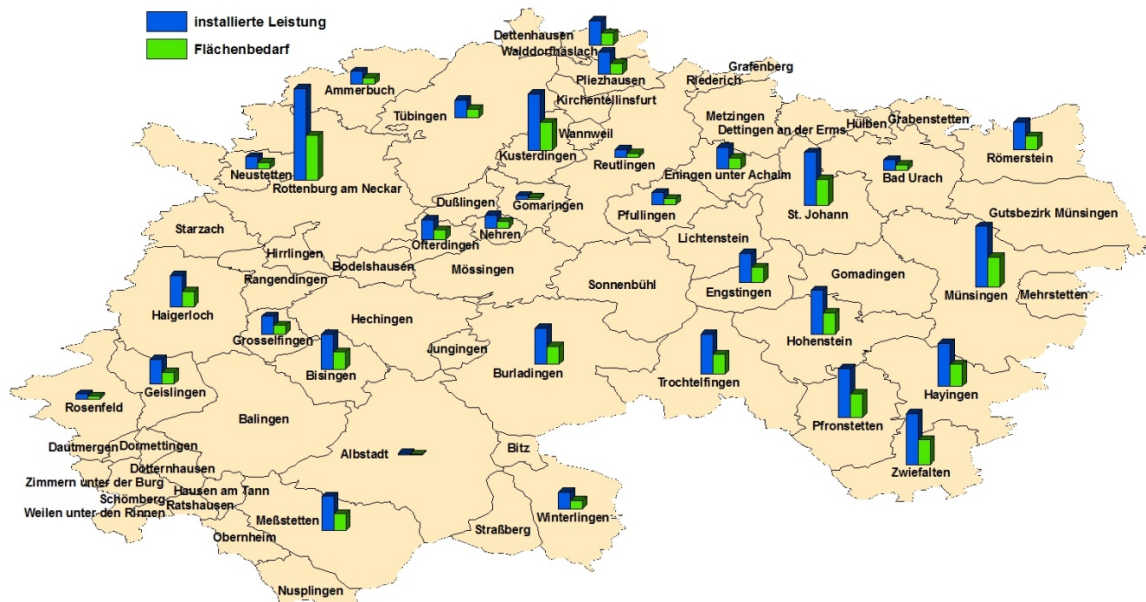 installierte Leistung
Flächenbedarf
Dettenhausen
Walddorfhäslach
Pliezhausen
Grafenberg
Riederich
Ammerbuch
Kirchentellinsfurt
Tübingen
Metzingen
Hülben
Grabenstetten
Dettingen an der Erms
Wannweil
Kusterdingen
Reutlingen
Römerstein
Neustetten
Rottenburg am Neckar
Eningen unter Achalm
Bad Urach
Dußlingen
Gomaringen
Pfullingen
St. Johann
Gutsbezirk Münsingen
Starzach
Nehren
Ofterdingen
Lichtenstein
Hirrlingen
Bodelshausen
Mössingen
Rangendingen
Sonnenbühl
Engstingen
Gomadingen
Münsingen
Mehrstetten
Haigerloch
Hechingen
Grosselfingen
Hohenstein
Jungingen
Bisingen
Burladingen
Trochtelfingen
Geislingen
Hayingen
Rosenfeld
Balingen
Pfronstetten
Dautmergen
Dormettingen
Albstadt
Bitz
Dotternhausen
Zwiefalten
Zimmern unter der Burg
Hausen am Tann
Schömberg
Ratshausen
Weilen unter den Rinnen
Meßstetten
Winterlingen
Straßberg
Obernheim
Nusplingen